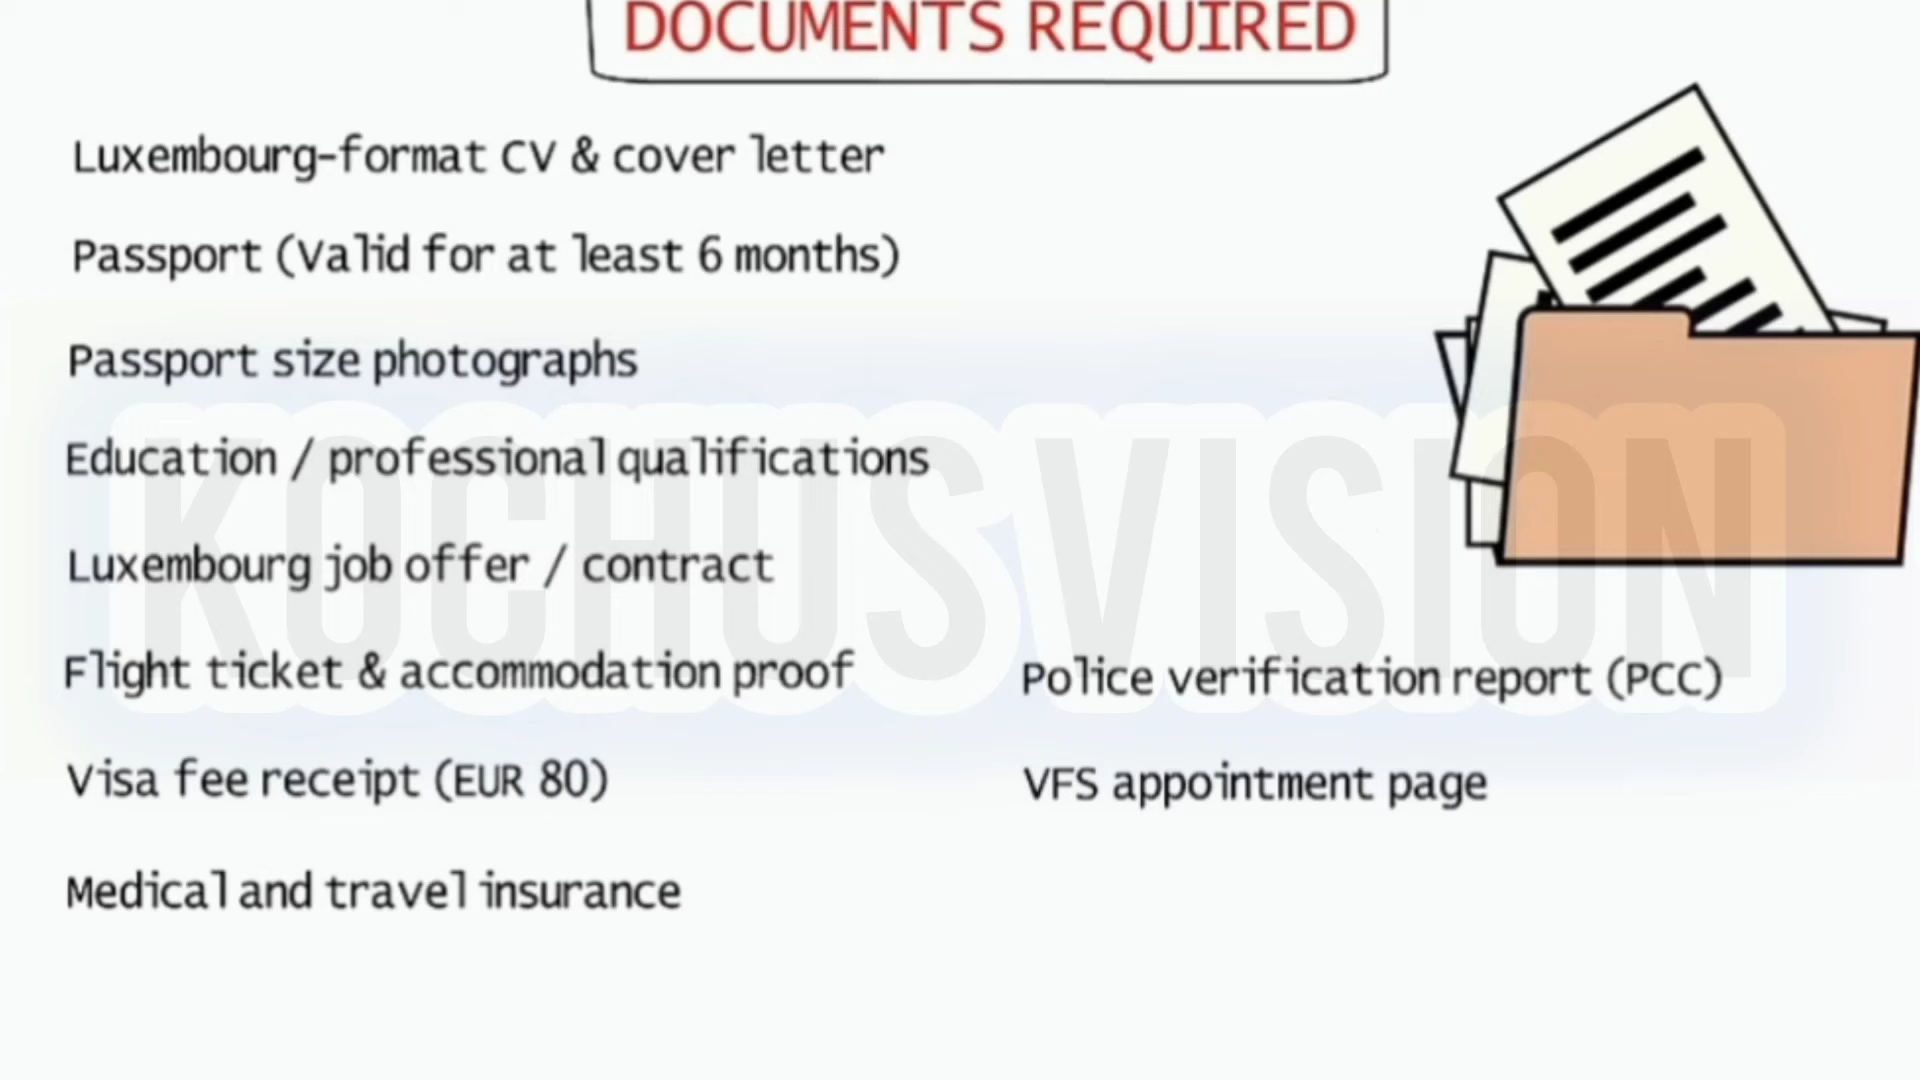 DOCUMENTS REQUIRED
Luxembourg-format CV & cover letter
Passport (Valid for at least 6 months)
Passport size photographs
Education / professional qualifications
Luxembourg job offer / contract
Flight ticket & accommodation proof
Visa fee receipt (EUR 80)
Medical and travel insurance
Police verification report (PCC)
VFS appointment page
KOCHUS VISION